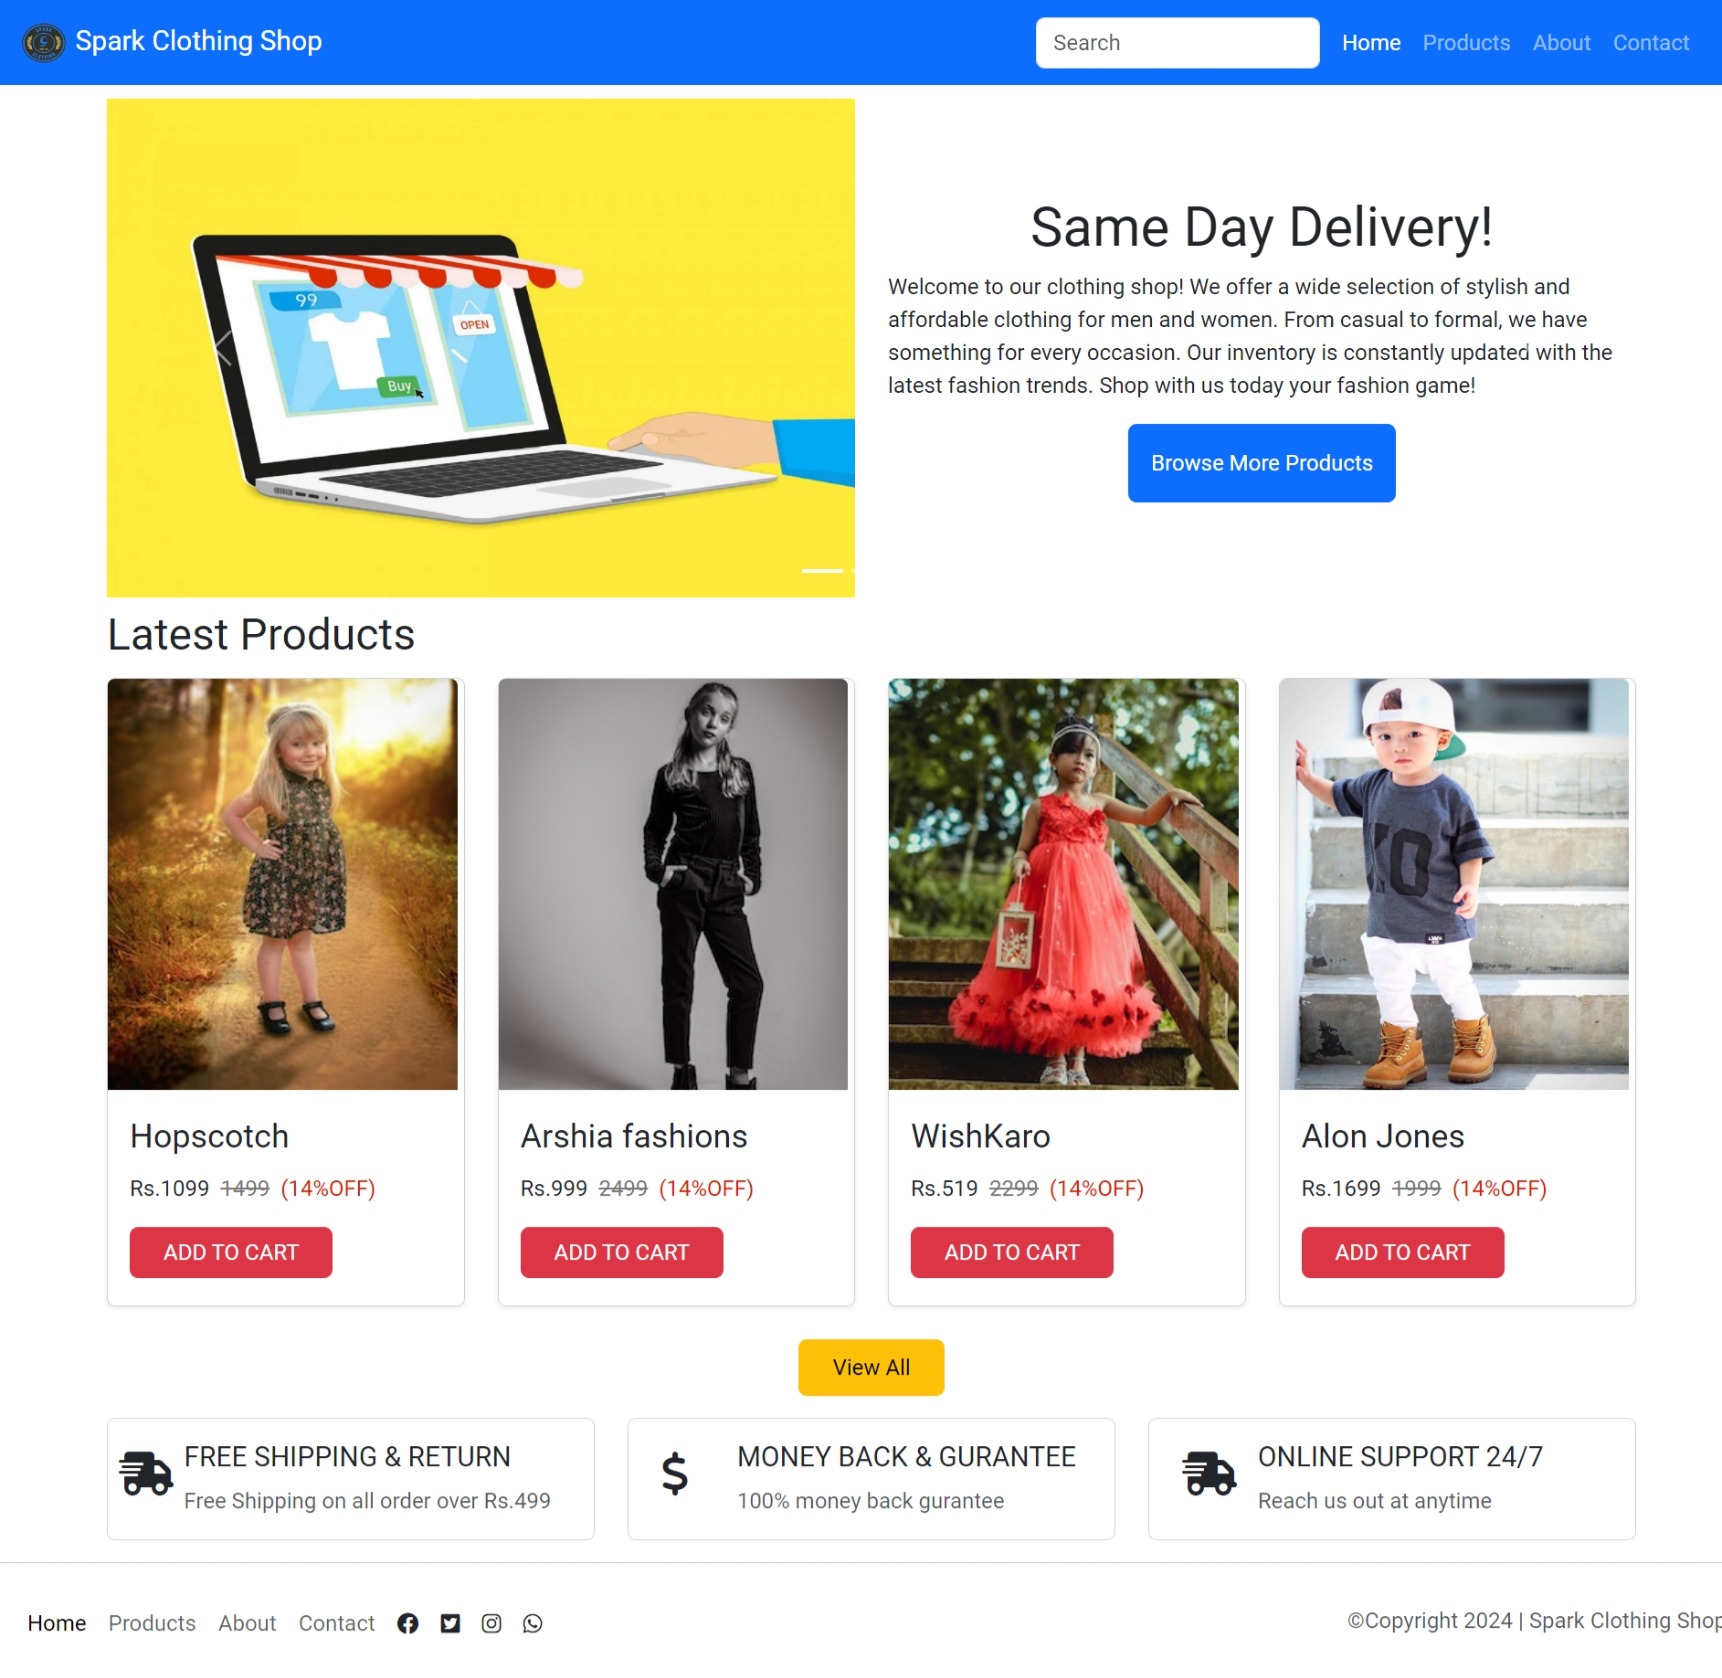 Spark Clothing Shop
Search
Home Products About Contact
99
OPEN
Buy
Same Day Delivery!
Welcome to our clothing shop! We offer a wide selection of stylish and
affordable clothing for men and women. From casual to formal, we have
something for every occasion. Our inventory is constantly updated with the
latest fashion trends. Shop with us today your fashion game!
Browse More Products
Latest Products
XO
Hopscotch
Rs.1099 1499 (14%OFF)
ADD TO CART
Arshia fashions
Rs.999 2499 (14%OFF)
ADD TO CART
WishKaro
Rs.519 2299 (14%OFF)
ADD TO CART
Alon Jones
Rs.1699 1999 (14%OFF)
ADD TO CART
View All
FREE SHIPPING & RETURN
Free Shipping on all order over Rs.499
MONEY BACK & GURANTEE
100% money back gurantee
ONLINE SUPPORT 24/7
Reach us out at anytime
Home Products About Contact
©Copyright 2024 | Spark Clothing Shop